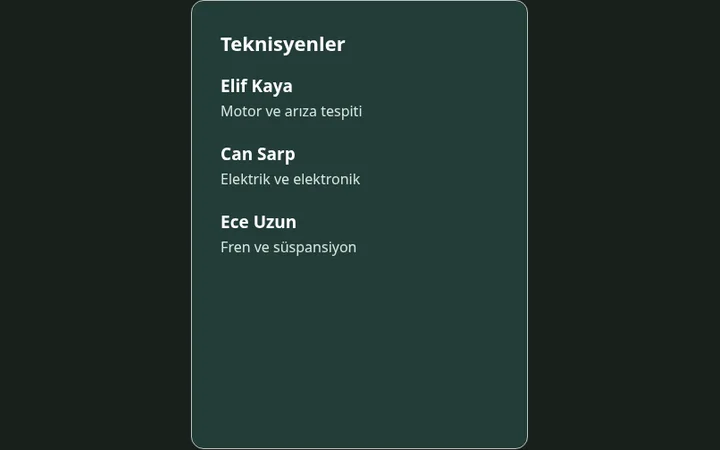 Teknisyenler
Elif Kaya
Motor ve arıza tespiti
Can Sarp
Elektrik ve elektronik
Ece Uzun
Fren ve süspansiyon